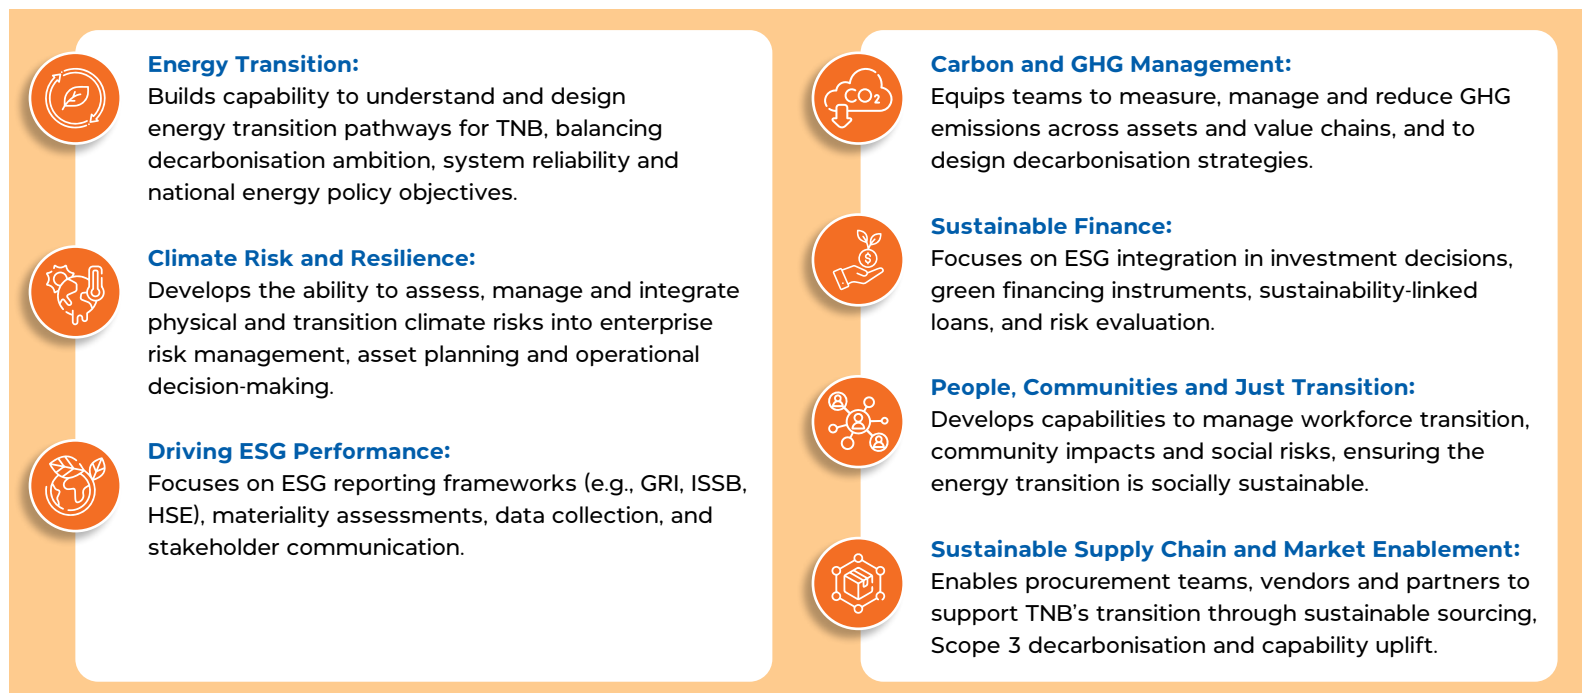 Energy Transition:
Builds capability to understand and design
energy transition pathways for TNB, balancing
decarbonisation ambition, system reliability and
national energy policy objectives.
Climate Risk and Resilience:
Develops the ability to assess, manage and integrate
physical and transition climate risks into enterprise
risk management, asset planning and operational
decision-making.
Driving ESG Performance:
Focuses on ESG reporting frameworks (e.g., GRI, ISSB,
HSE), materiality assessments, data collection, and
stakeholder communication.
CO2
Carbon and GHG Management:
Equips teams to measure, manage and reduce GHG
emissions across assets and value chains, and to
design decarbonisation strategies.
$
Sustainable Finance:
Focuses on ESG integration in investment decisions,
green financing instruments, sustainability-linked
loans, and risk evaluation.
People, Communities and Just Transition:
Develops capabilities to manage workforce transition,
community impacts and social risks, ensuring the
energy transition is socially sustainable.
Sustainable Supply Chain and Market Enablement:
Enables procurement teams, vendors and partners to
support TNB's transition through sustainable sourcing,
Scope 3 decarbonisation and capability uplift.